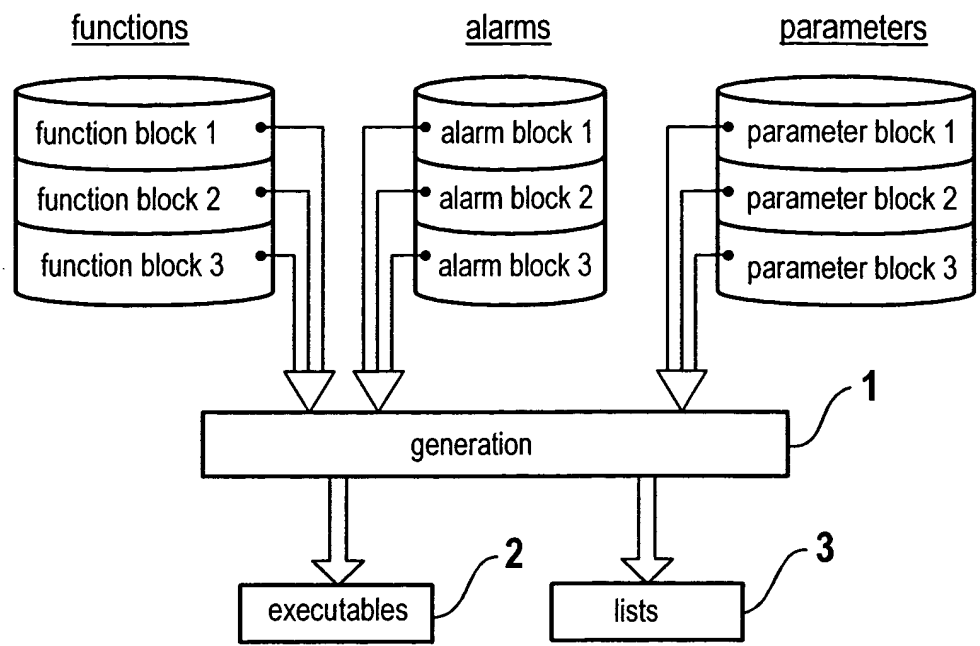 functions alarms parameters
function block 1 alarm block 1 parameter block 1
function block 2 alarm block 2 parameter block 2
function block 3 alarm block 3 parameter block 3
1
generation
2 3
executables lists